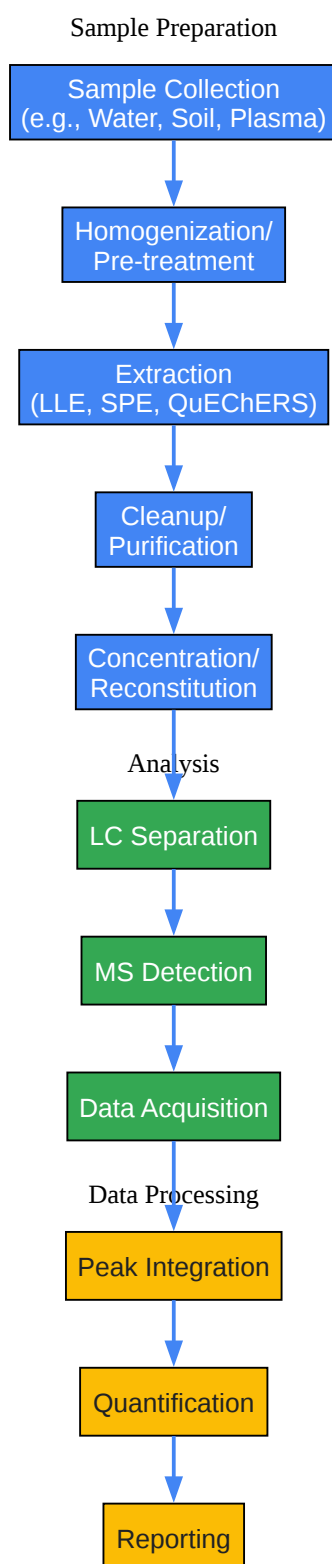 Sample Preparation
Sample Collection
(e.g., Water, Soil, Plasma)
Homogenization/
Pre-treatment
Extraction
(LLE, SPE, QuEChERS)
Cleanup/
Purification
Concentration/
Reconstitution
Analysis
LC Separation
MS Detection
Data Acquisition
Data Processing
Peak Integration
Quantification
Reporting